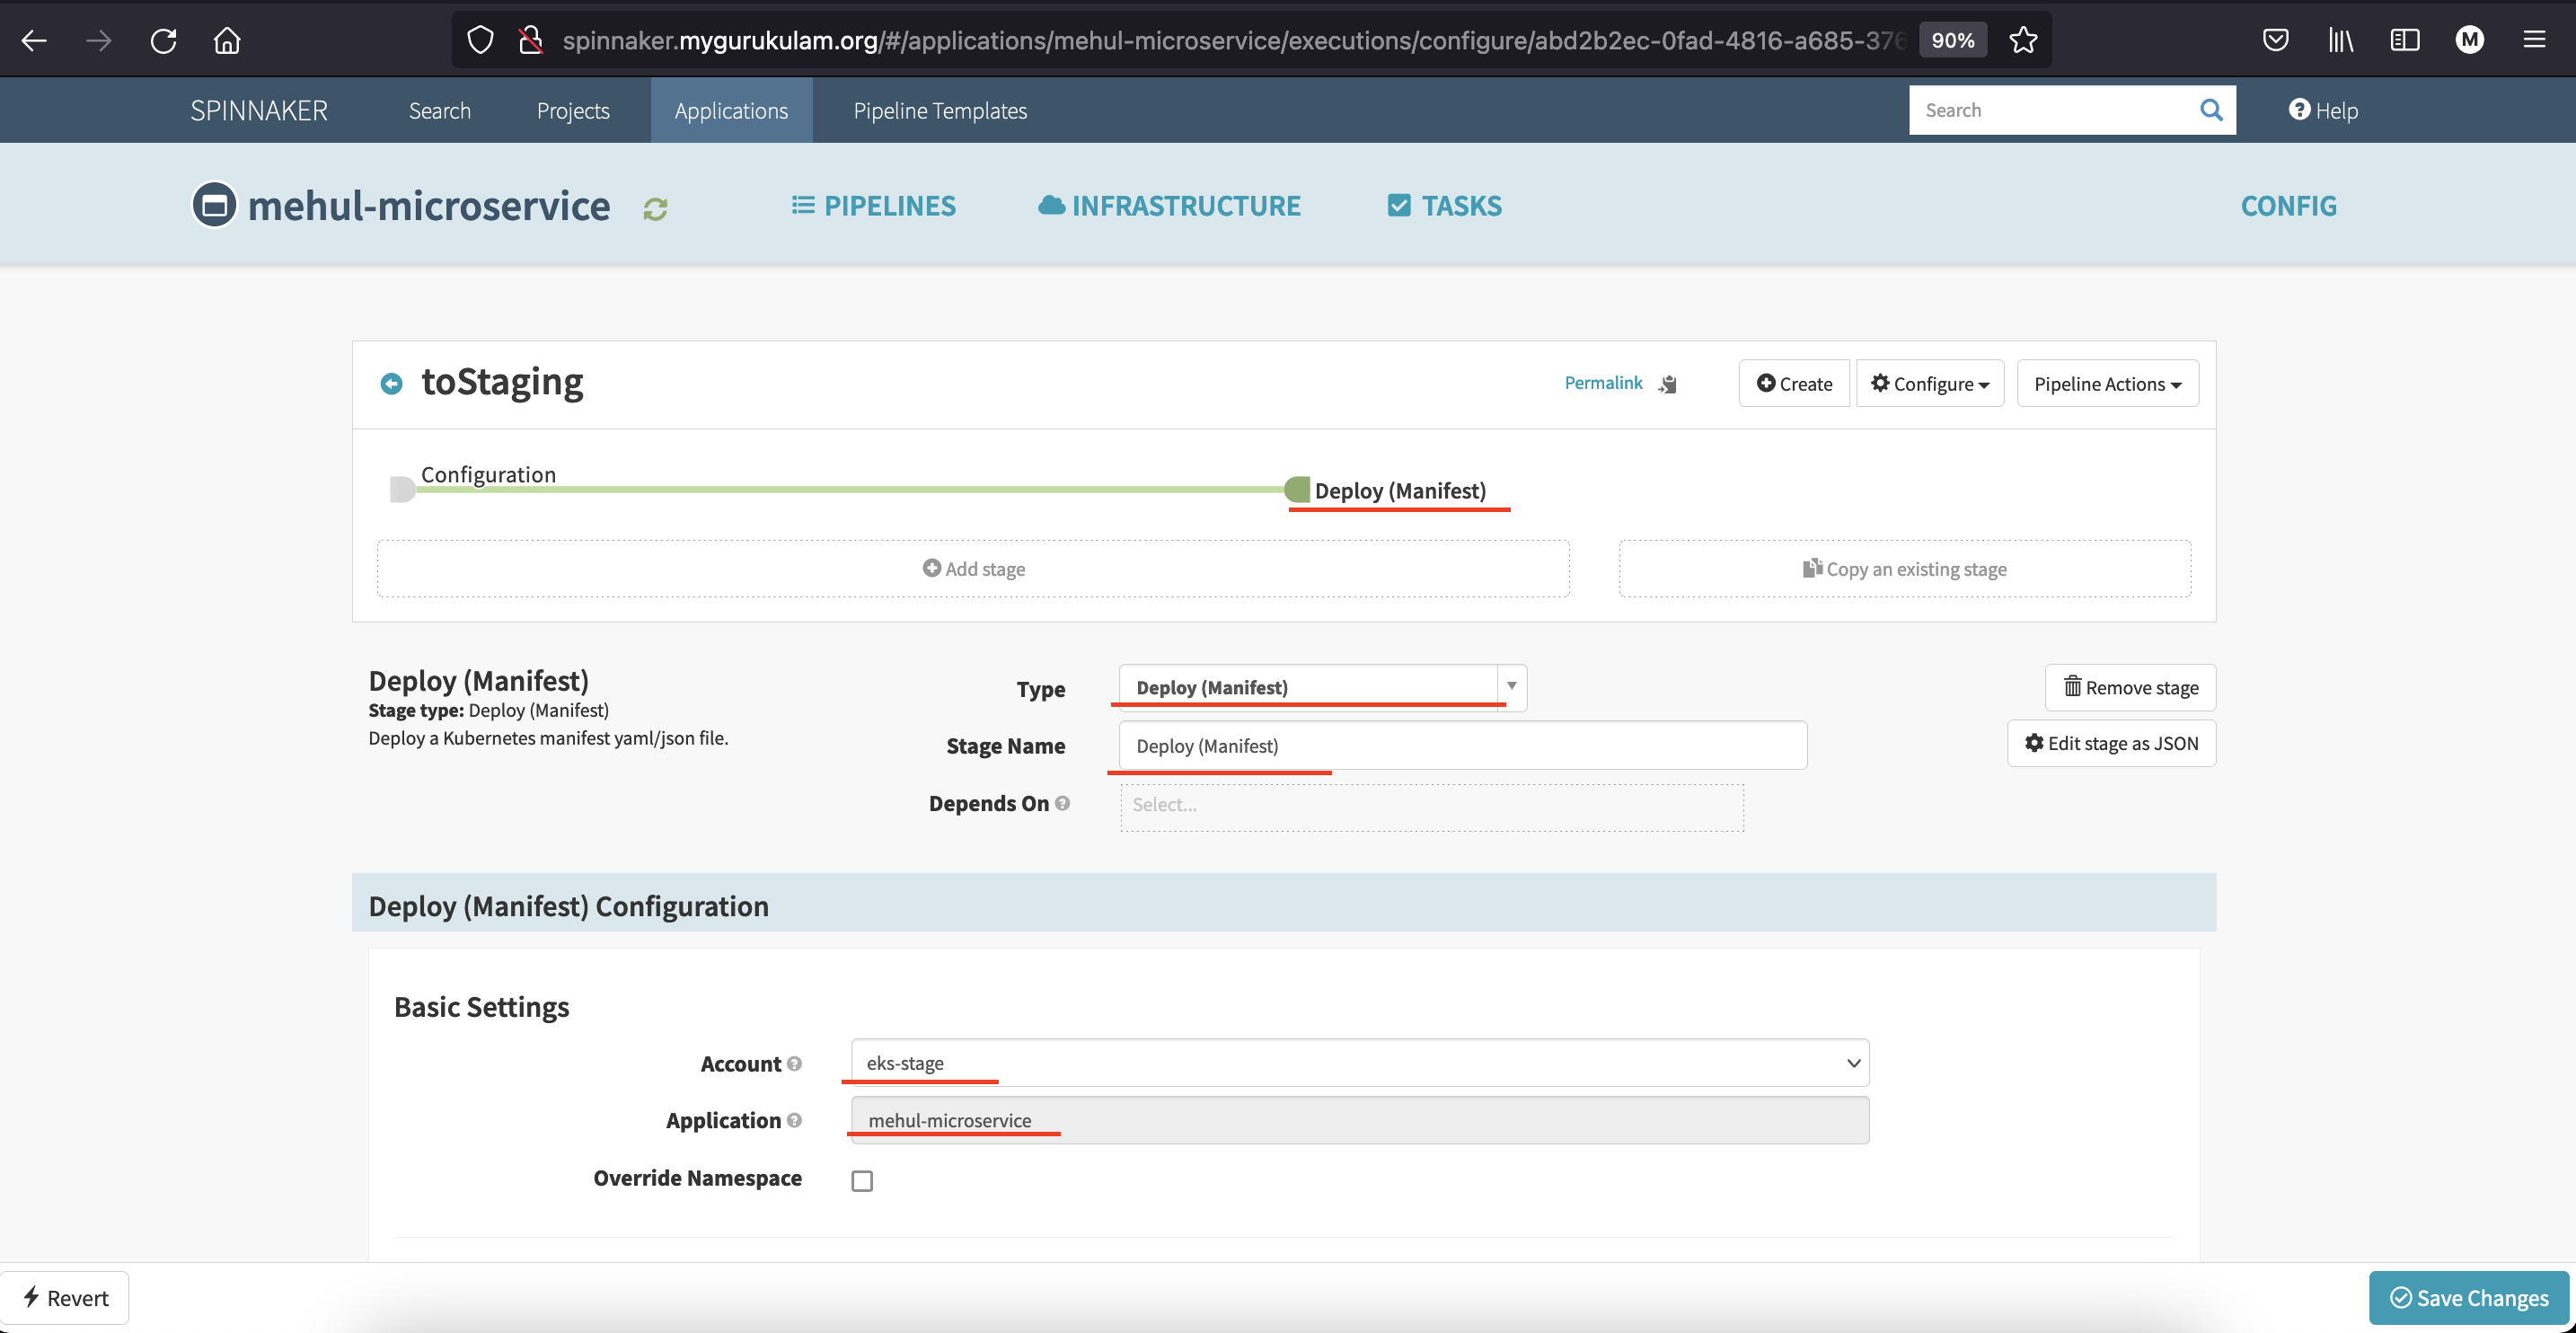 spinnaker.mygurukulam.org/#/applications/mehul-microservice/executions/configure/abd2b2ec-0fad-4816-a685-376
90%
M
SPINNAKER Search Projects Applications Pipeline Templates Search Help
mehul-microservice PIPELINES INFRASTRUCTURE TASKS CONFIG
toStaging Permalink Create Configure Pipeline Actions
Configuration
Deploy (Manifest)
Add stage Copy an existing stage
Deploy (Manifest)
Stage type: Deploy (Manifest)
Deploy a Kubernetes manifest yaml/json file.
Type Deploy (Manifest)
Stage Name Deploy (Manifest)
Depends On Select...
Remove stage
Edit stage as JSON
Deploy (Manifest) Configuration
Basic Settings
Account eks-stage
Application mehul-microservice
Override Namespace
Revert Save Changes